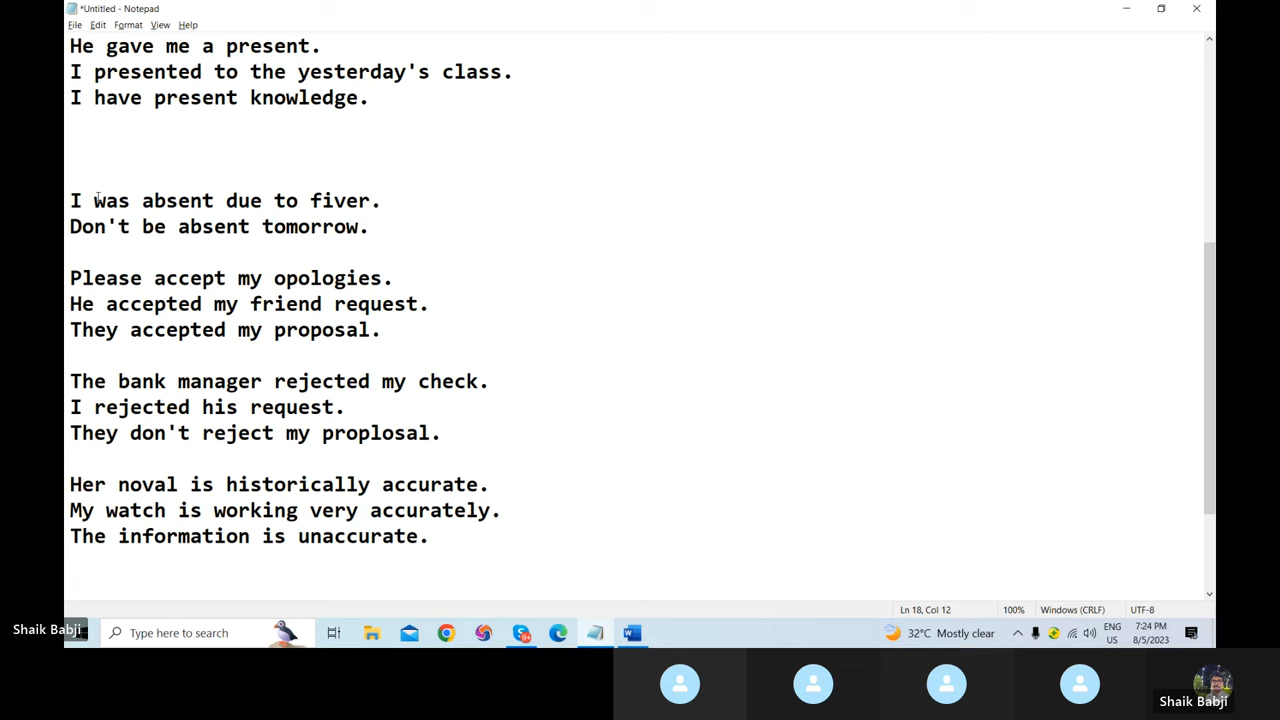 *Untitled - Notepad
File Edit Format View Help
He gave me a present.
I presented to the yesterday's class.
I have present knowledge.
I was absent due to fiver.
Don't be absent tomorrow.
Please accept my opologies.
He accepted my friend request.
They accepted my proposal.
The bank manager rejected my check.
I rejected his request.
They don't reject my proplosal.
Her noval is historically accurate.
My watch is working very accurately.
The information is unaccurate.
Ln 18, Col 12 100% Windows (CRLF) UTF-8
Shaik Babji
Type here to search
32°C Mostly clear
ENG
US
7:24 PM
8/5/2023
Shaik Babji